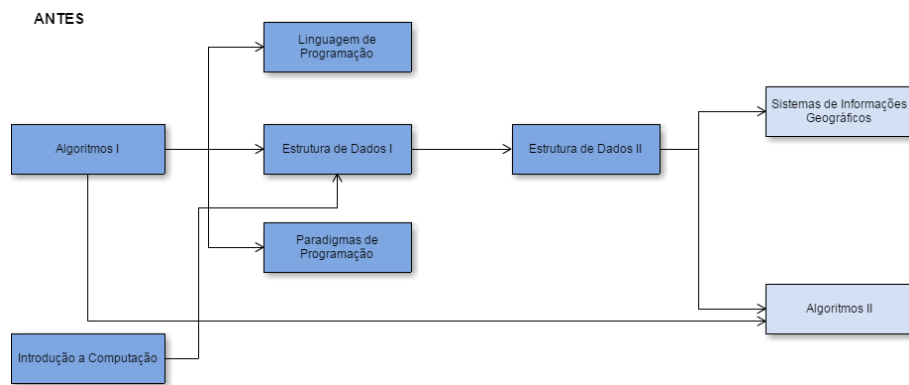 ANTES
Linguagem de
Programação
Sistemas de Informações
Geográficos
Algoritmos I
Estrutura de Dados I
Estrutura de Dados II
Paradigmas de
Programação
Algoritmos II
Introdução a Computação